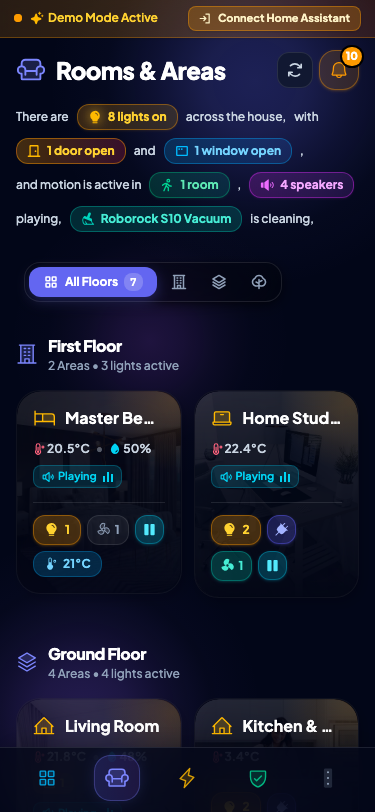 Demo Mode Active
Connect Home Assistant
Rooms & Areas
10
There are 8 lights on across the house, with
1 door open and 1 window open ,
and motion is active in 1 room , 4 speakers
playing, Roborock S10 Vacuum is cleaning,
All Floors 7
First Floor
2 Areas • 3 lights active
Master Be...
20.5°C • 50%
Playing
1 1
21°C
Home Stud...
22.4°C
Playing
2
1
Ground Floor
4 Areas • 4 lights active
Living Room
21.8°C
Kitchen & ...
3.4°C